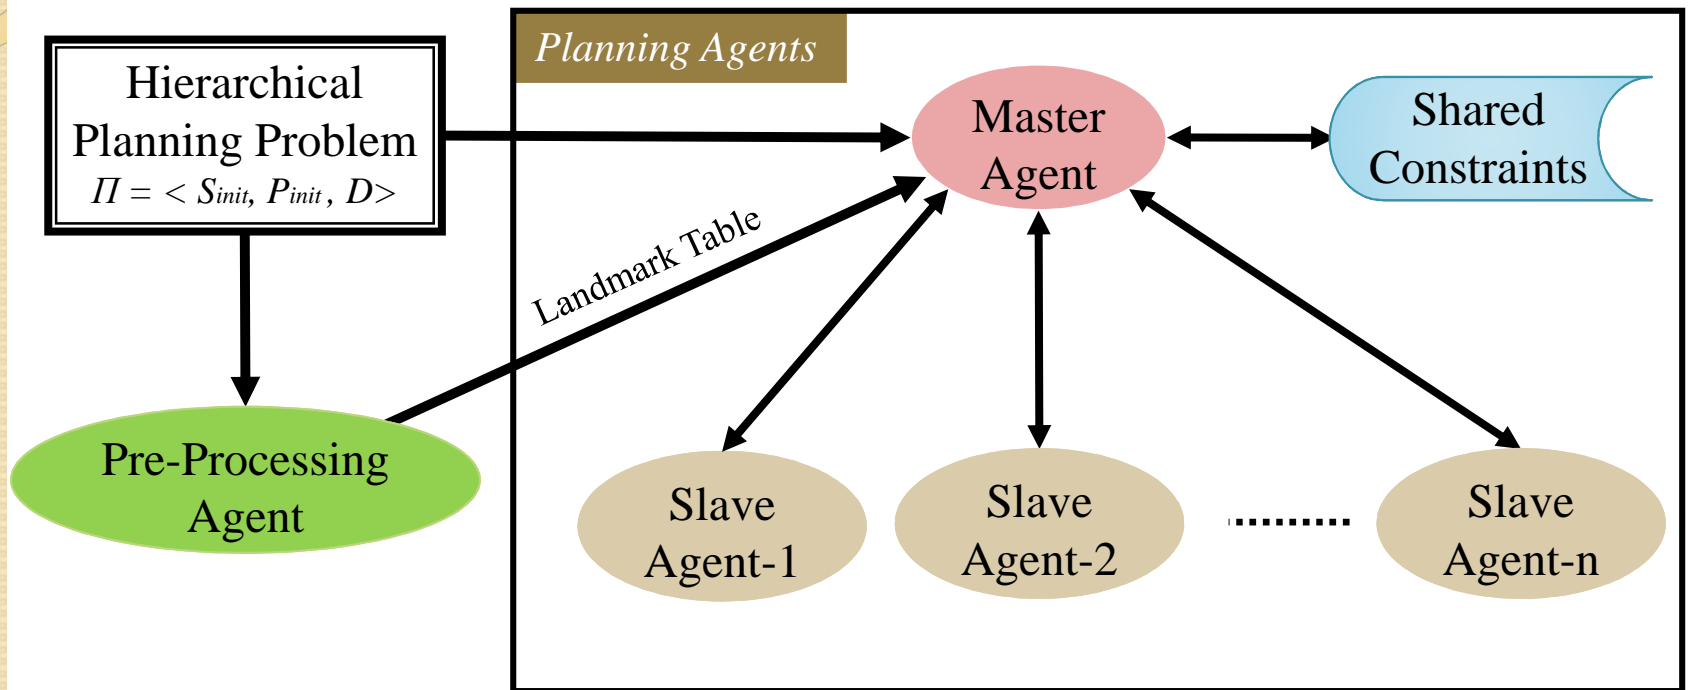 Planning Agents
Hierarchical
Planning Problem
Π = < Sinit, Pinit , D>
Master
Agent
Shared
Constraints
Landmark Table
Pre-Processing
Agent
Slave
Agent-1
Slave
Agent-2
Slave
Agent-n